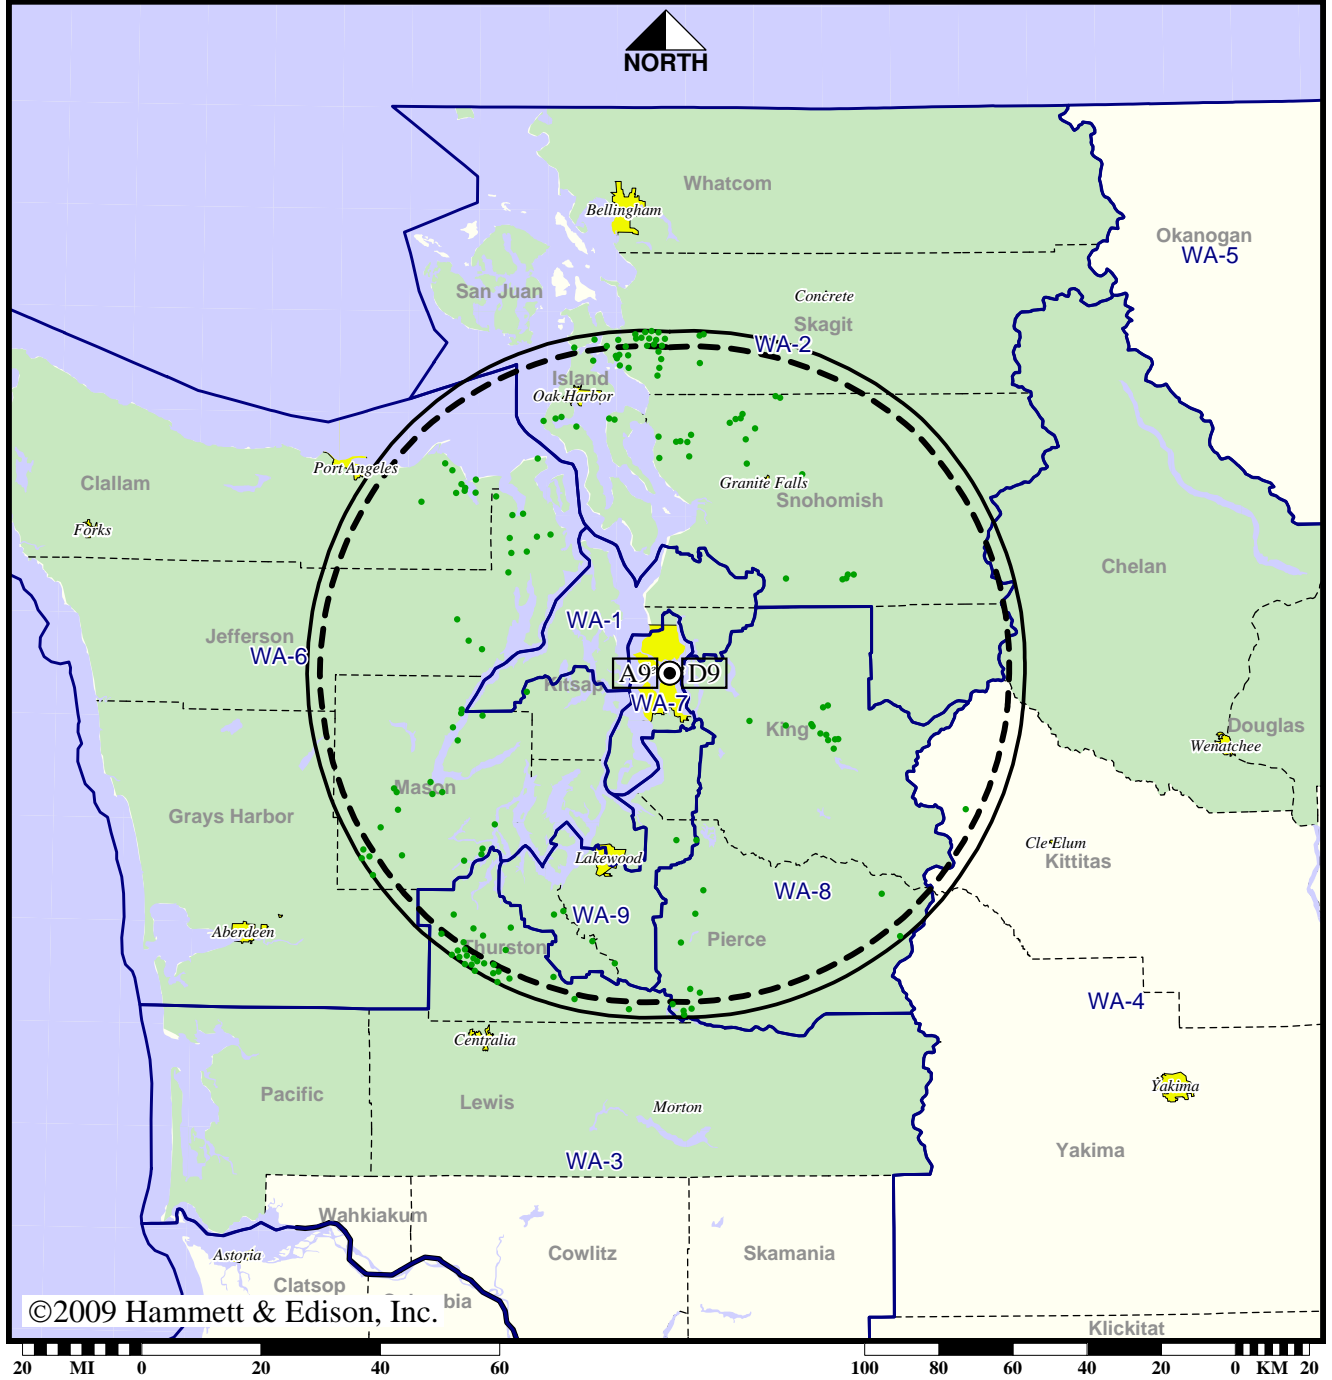 NORTH
Whatcom
Bellingham
Okanogan
WA-5
San Juan
Concrete
Skagit
WA-2
Island
Oak Harbor
Port Angeles
Clallam
Granite Falls
Snohomish
Forks
Chelan
WA-1
Jefferson
WA-6
A9 D9
Kitsap
WA-7
King
Douglas
Wenatchee
Mason
Grays Harbor
Cle Elum
Kittitas
Lakewood
WA-8
WA-9
Aberdeen
Thurston
Pierce
WA-4
Centralia
Yakima
Pacific
Lewis
Morton
Yakima
WA-3
Wahkiakum
Astoria
Cowlitz
Skamania
Clatsop
bia
©2009 Hammett & Edison, Inc.
Klickitat
20 MI 0 20 40 60 100 80 60 40 20 0 KM 20